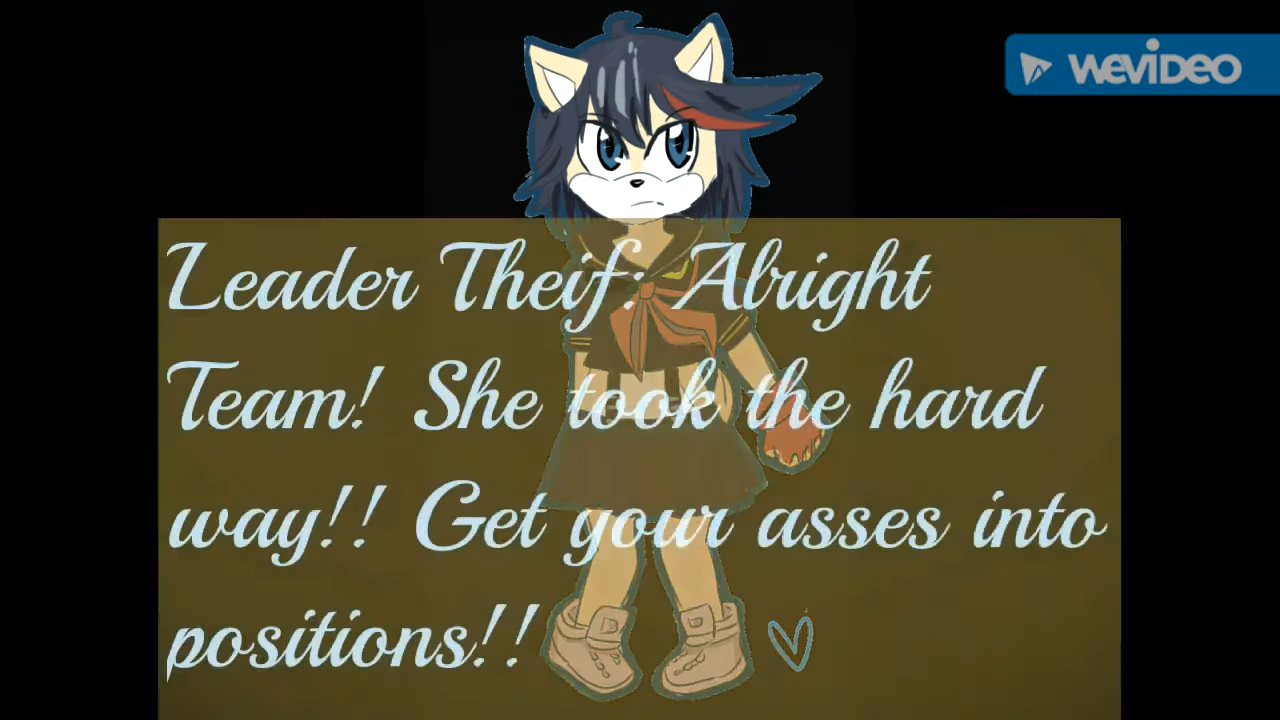 WEVIDEO
Leader Theif: Alright
Team! She took the hard
way!! Get your asses into
positions!!